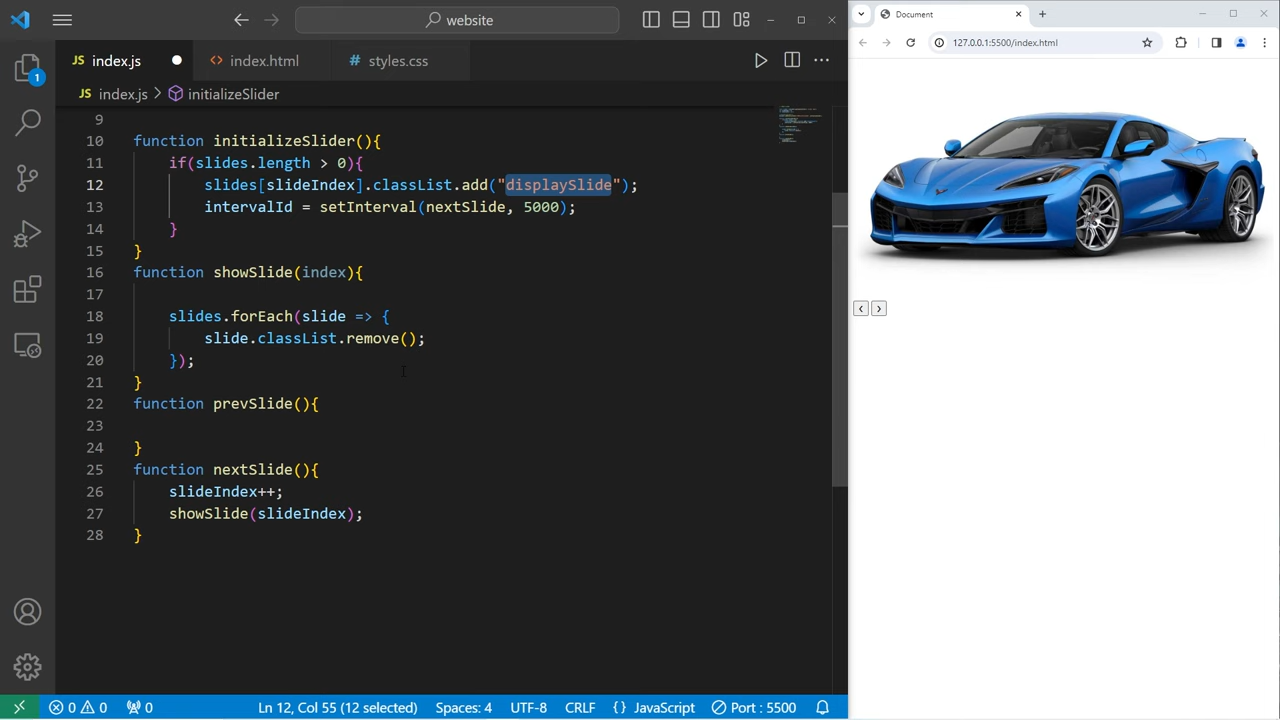 website
JS index.js
<> index.html
# styles.css
JS index.js > initializeSlider
9
10 function initializeSlider(){
11 if(slides.length > 0){
12 slides[slideIndex].classList.add("displaySlide");
13 intervalId = setInterval(nextSlide, 5000);
14 }
15 }
16 function showSlide(index){
17
18 slides.forEach(slide => {
19 slide.classList.remove();
20 });
21 }
22 function prevSlide(){
23
24 }
25 function nextSlide(){
26 slideIndex++;
27 showSlide(slideIndex);
28 }
1
0 0 0 Ln 12, Col 55 (12 selected) Spaces: 4 UTF-8 CRLF {} JavaScript Port : 5500
Document
127.0.0.1:5500/index.html
‹ ›